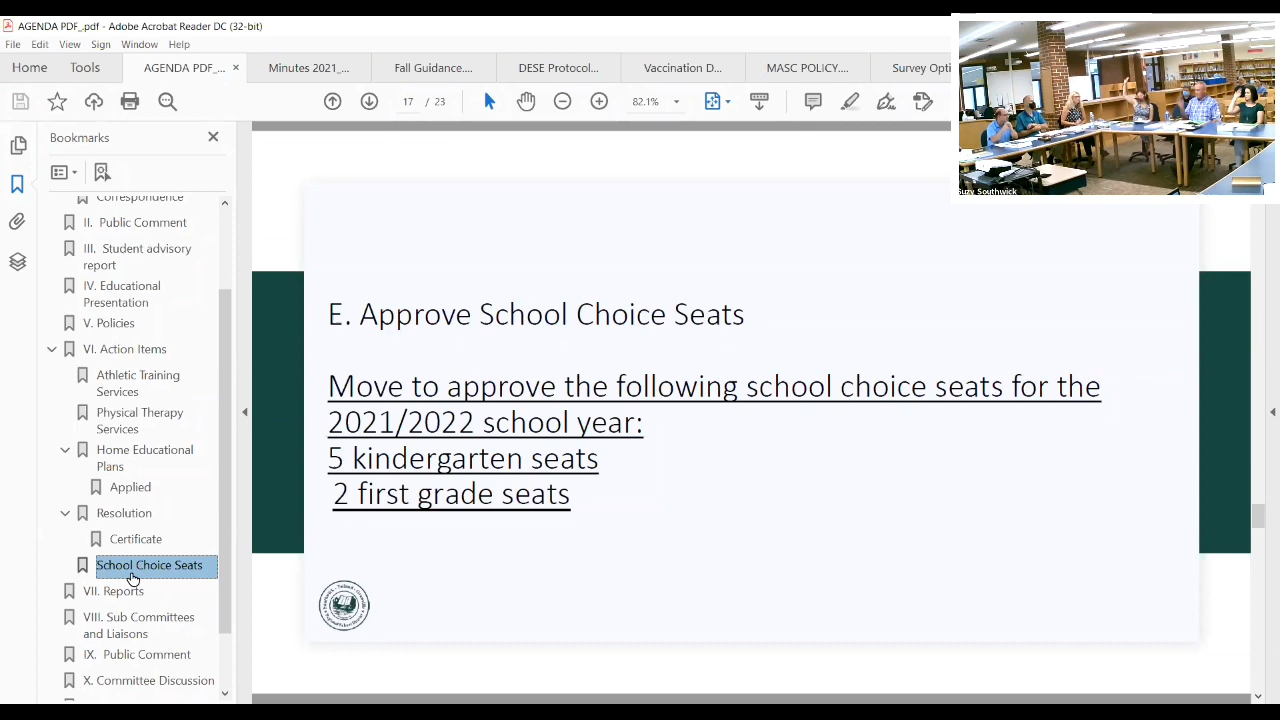 AGENDA PDF_.pdf - Adobe Acrobat Reader DC (32-bit)
File Edit View Sign Window Help
Home Tools AGENDA PDF_... × Minutes 2021_... Fall Guidance.... DESE Protocol... Vaccination D... MASC POLICY.... Survey Opti
17 / 23 82.1%
Bookmarks
Correspondence
II. Public Comment
III. Student advisory
report
IV. Educational
Presentation
V. Policies
VI. Action Items
Athletic Training
Services
Physical Therapy
Services
Home Educational
Plans
Applied
Resolution
Certificate
School Choice Seats
VII. Reports
VIII. Sub Committees
and Liaisons
IX. Public Comment
X. Committee Discussion
E. Approve School Choice Seats
Move to approve the following school choice seats for the
2021/2022 school year:
5 kindergarten seats
2 first grade seats
Suzy Southwick